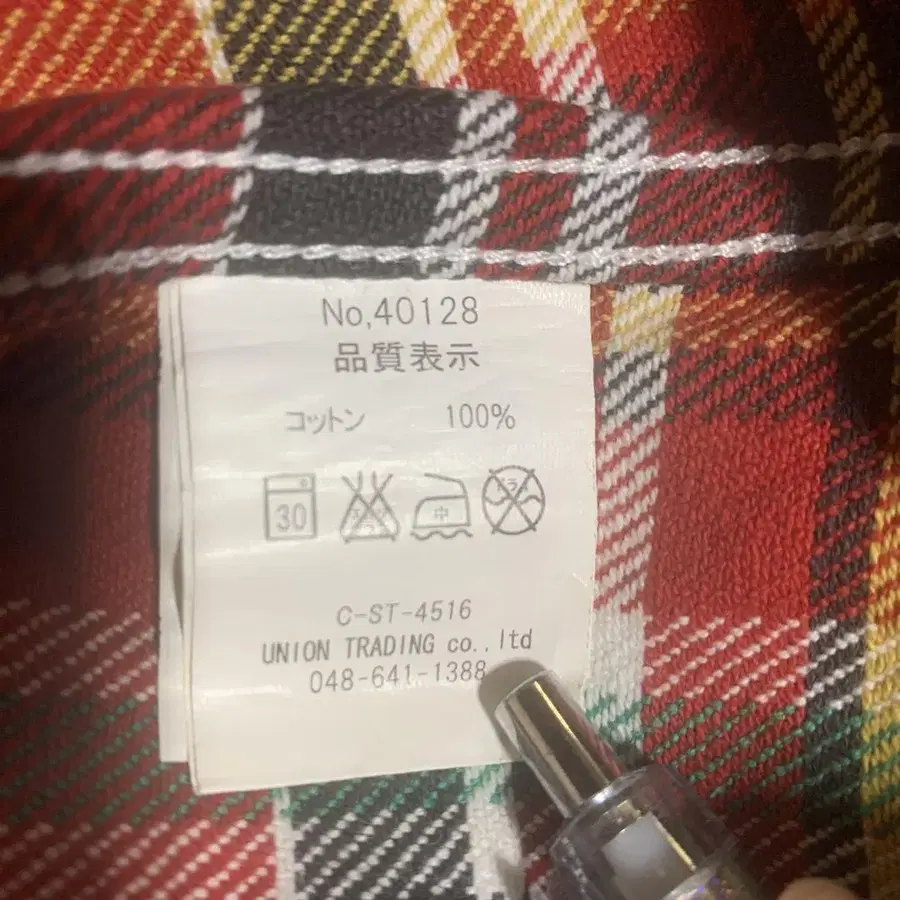 No,40128
品質表示
コットン 100%
30 中
C-ST-4516
UNION TRADING co.,ltd
048-641-1388